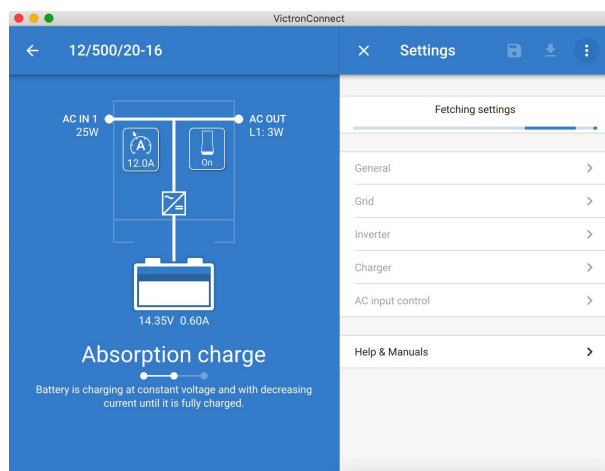 VictronConnect
12/500/20-16
AC IN 1
25W
AC OUT
L1: 3W
A
12.0A
On
14.35V 0.60A
Absorption charge
Battery is charging at constant voltage and with decreasing
current until it is fully charged.
Settings
Fetching settings
General
Grid
Inverter
Charger
AC input control
Help & Manuals